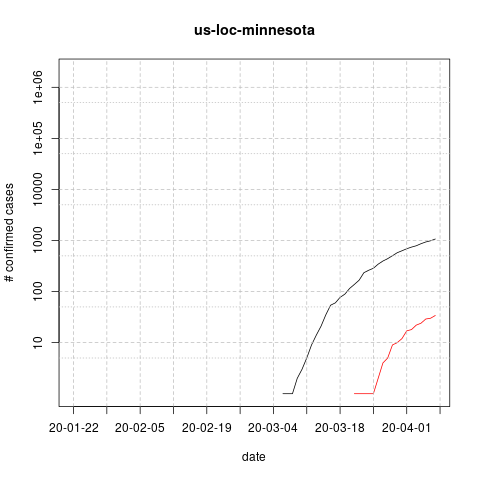 us-loc-minnesota
# confirmed cases
1e+06
1e+05
10000
1000
100
10
20-01-22 20-02-05 20-02-19 20-03-04 20-03-18 20-04-01
date